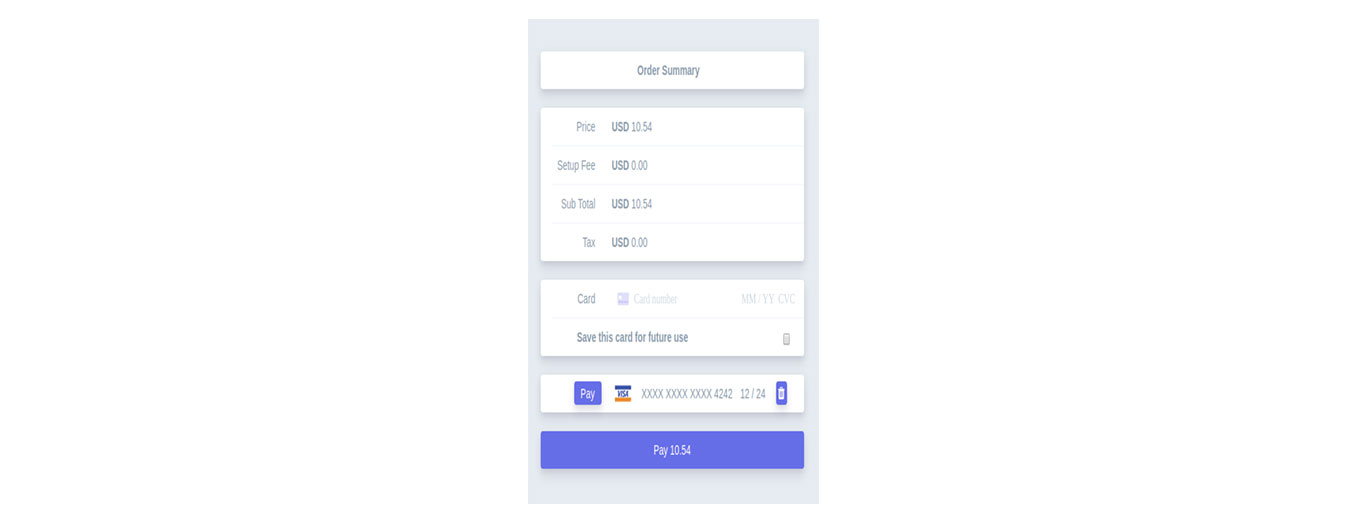 Order Summary
Price USD 10.54
Setup Fee USD 0.00
Sub Total USD 10.54
Tax USD 0.00
Card Card number MM / YY CVC
Save this card for future use
Pay VISA XXXX XXXX XXXX 4242 12 / 24
Pay 10.54